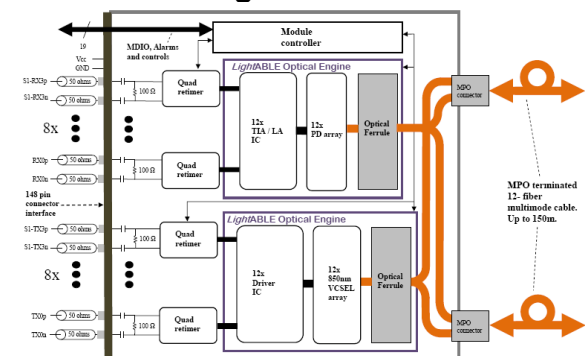 19
MDIO, Alarms
and controls
Module
controller
Vcc
GND
LightABLE Optical Engine
S1-RX3p
50 ohms
S1-RX3n
50 ohms
100 Ω
Quad
retimer
8x
12x
TIA / LA
IC
12x
PD array
Optical
Ferrule
MPO
connector
RX0p
50 ohms
RX0n
50 ohms
100 Ω
Quad
retimer
148 pin
connector
interface
MPO terminated
12- fiber
multimode cable.
Up to 150m.
LightABLE Optical Engine
S1-TX3p
50 ohms
S1-TX3n
50 ohms
100 Ω
Quad
retimer
8x
12x
Driver
IC
12x
850nm
VCSEL
array
Optical
Ferrule
TX0p
50 ohms
TX0n
50 ohms
100 Ω
Quad
retimer
MPO
connector